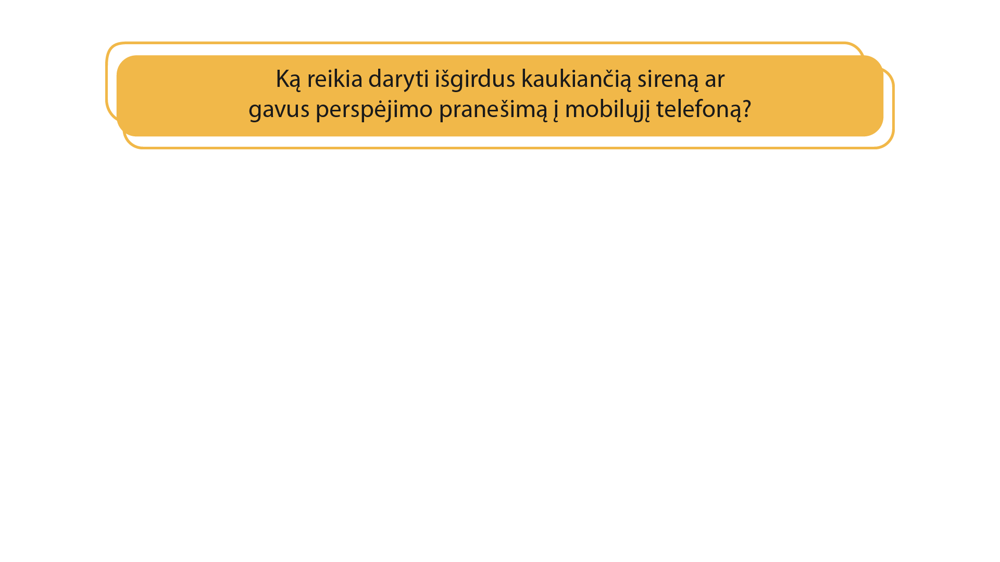 Ką reikia daryti išgirdus kaukiančią sireną ar
gavus perspėjimo pranešimą į mobilųjį telefoną?